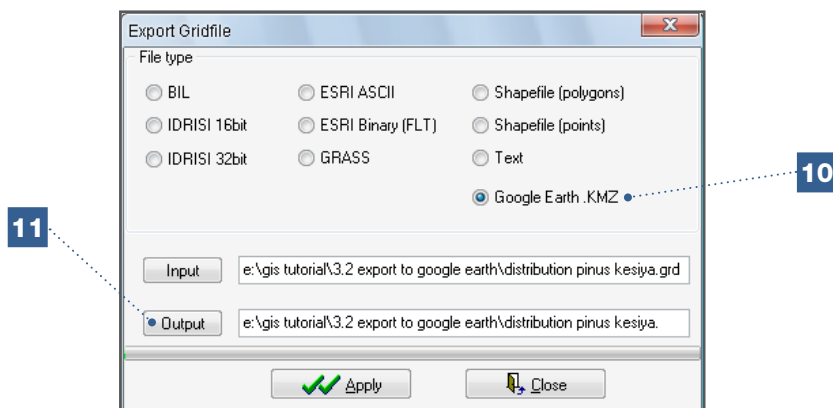 Export Gridfile
File type
BIL
ESRI ASCII
Shapefile (polygons)
IDRISI 16bit
ESRI Binary (FLT)
Shapefile (points)
IDRISI 32bit
GRASS
Text
10
Google Earth .KMZ
11
Input
e:\gis tutorial\3.2 export to google earth\distribution pinus kesiya.grd
Output
e:\gis tutorial\3.2 export to google earth\distribution pinus kesiya.
Apply
Close